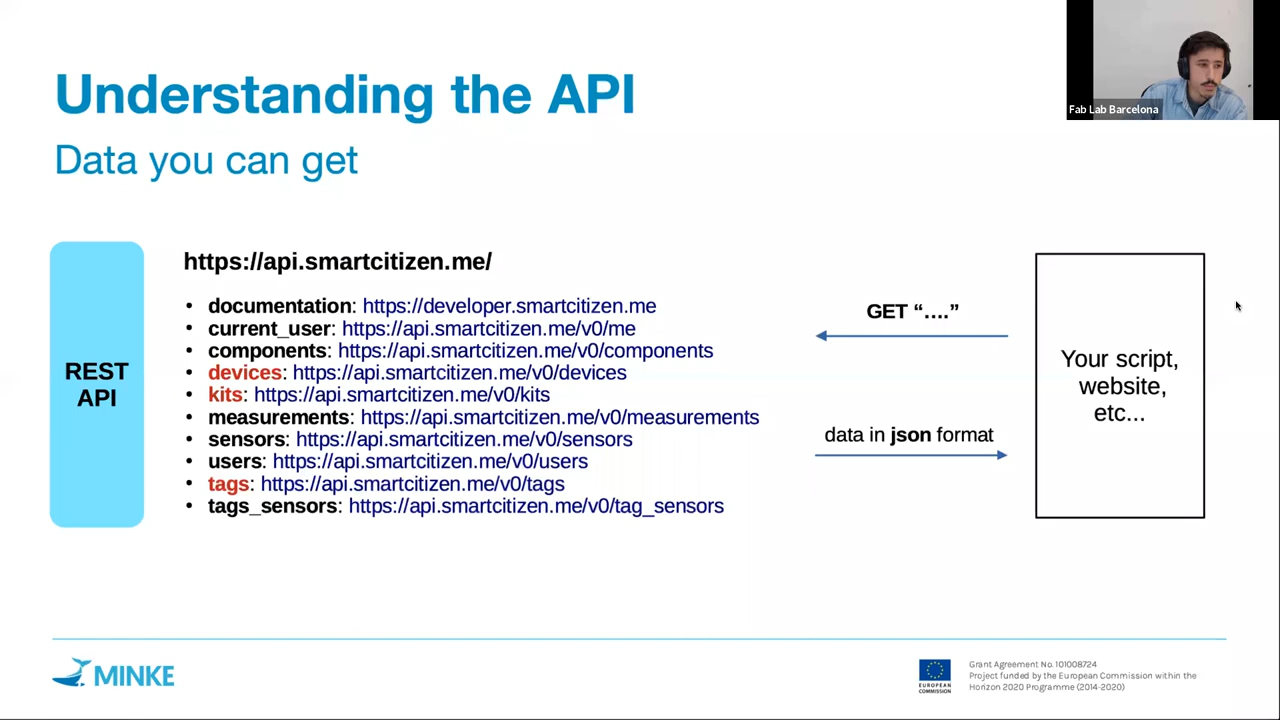 Understanding the API
Data you can get
Fab Lab Barcelona
REST
API
https://api.smartcitizen.me/
• documentation: https://developer.smartcitizen.me
• current_user: https://api.smartcitizen.me/v0/me
• components: https://api.smartcitizen.me/v0/components
• devices: https://api.smartcitizen.me/v0/devices
• kits: https://api.smartcitizen.me/v0/kits
• measurements: https://api.smartcitizen.me/v0/measurements
• sensors: https://api.smartcitizen.me/v0/sensors
• users: https://api.smartcitizen.me/v0/users
• tags: https://api.smartcitizen.me/v0/tags
• tags_sensors: https://api.smartcitizen.me/v0/tag_sensors
GET “....”
data in json format
Your script,
website,
etc...
MINKE
EUROPEAN
COMMISSION
Grant Agreement No. 101008724
Project funded by the European Commission within the
Horizon 2020 Programme (2014-2020)